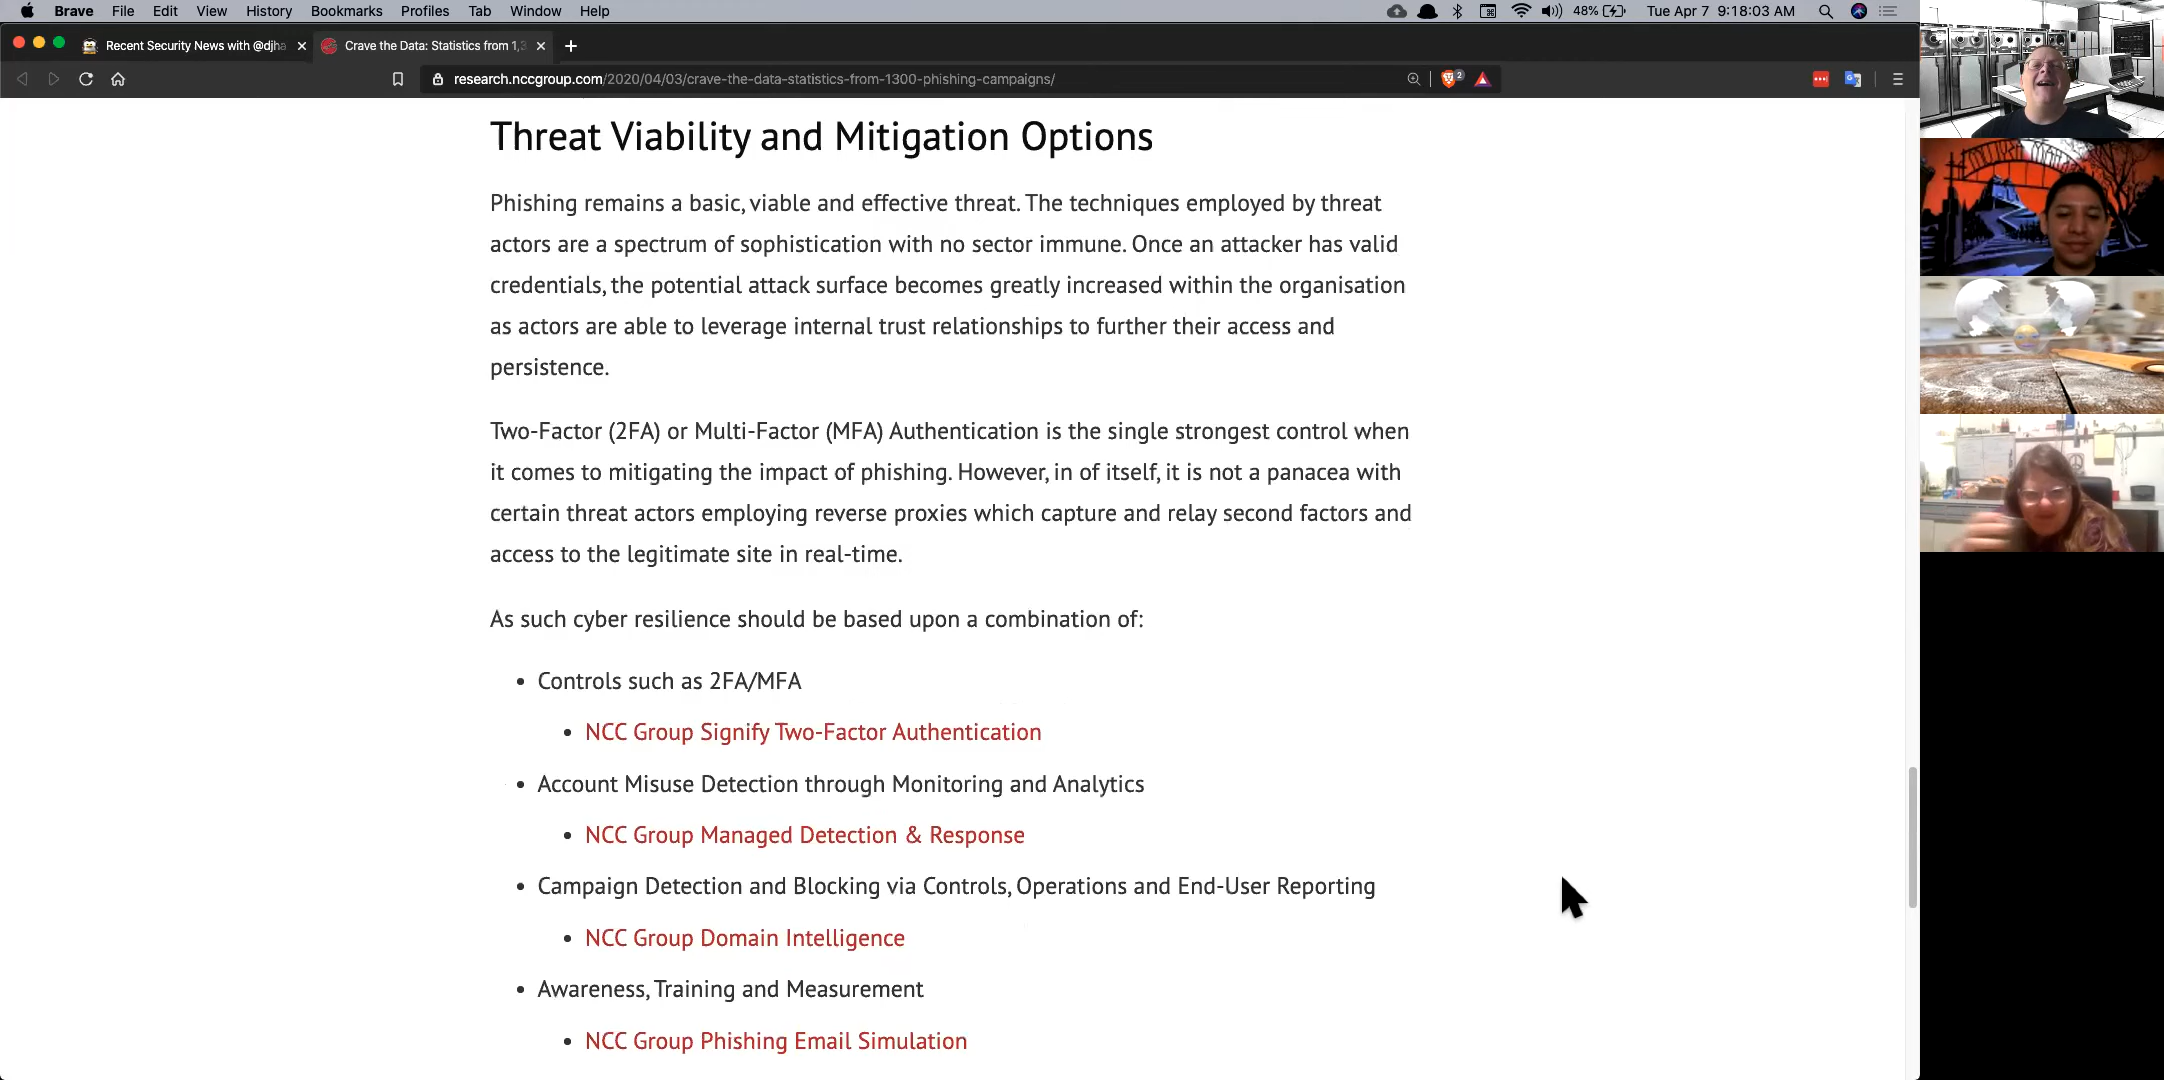 Brave File Edit View History Bookmarks Profiles Tab Window Help 48% Tue Apr 7 9:18:03 AM
Recent Security News with @djha Crave the Data: Statistics from 1,3
research.nccgroup.com/2020/04/03/crave-the-data-statistics-from-1300-phishing-campaigns/ 2
Threat Viability and Mitigation Options
Phishing remains a basic, viable and effective threat. The techniques employed by threat
actors are a spectrum of sophistication with no sector immune. Once an attacker has valid
credentials, the potential attack surface becomes greatly increased within the organisation
as actors are able to leverage internal trust relationships to further their access and
persistence.
Two-Factor (2FA) or Multi-Factor (MFA) Authentication is the single strongest control when
it comes to mitigating the impact of phishing. However, in of itself, it is not a panacea with
certain threat actors employing reverse proxies which capture and relay second factors and
access to the legitimate site in real-time.
As such cyber resilience should be based upon a combination of:
• Controls such as 2FA/MFA
• NCC Group Signify Two-Factor Authentication
• Account Misuse Detection through Monitoring and Analytics
• NCC Group Managed Detection & Response
• Campaign Detection and Blocking via Controls, Operations and End-User Reporting
• NCC Group Domain Intelligence
• Awareness, Training and Measurement
• NCC Group Phishing Email Simulation